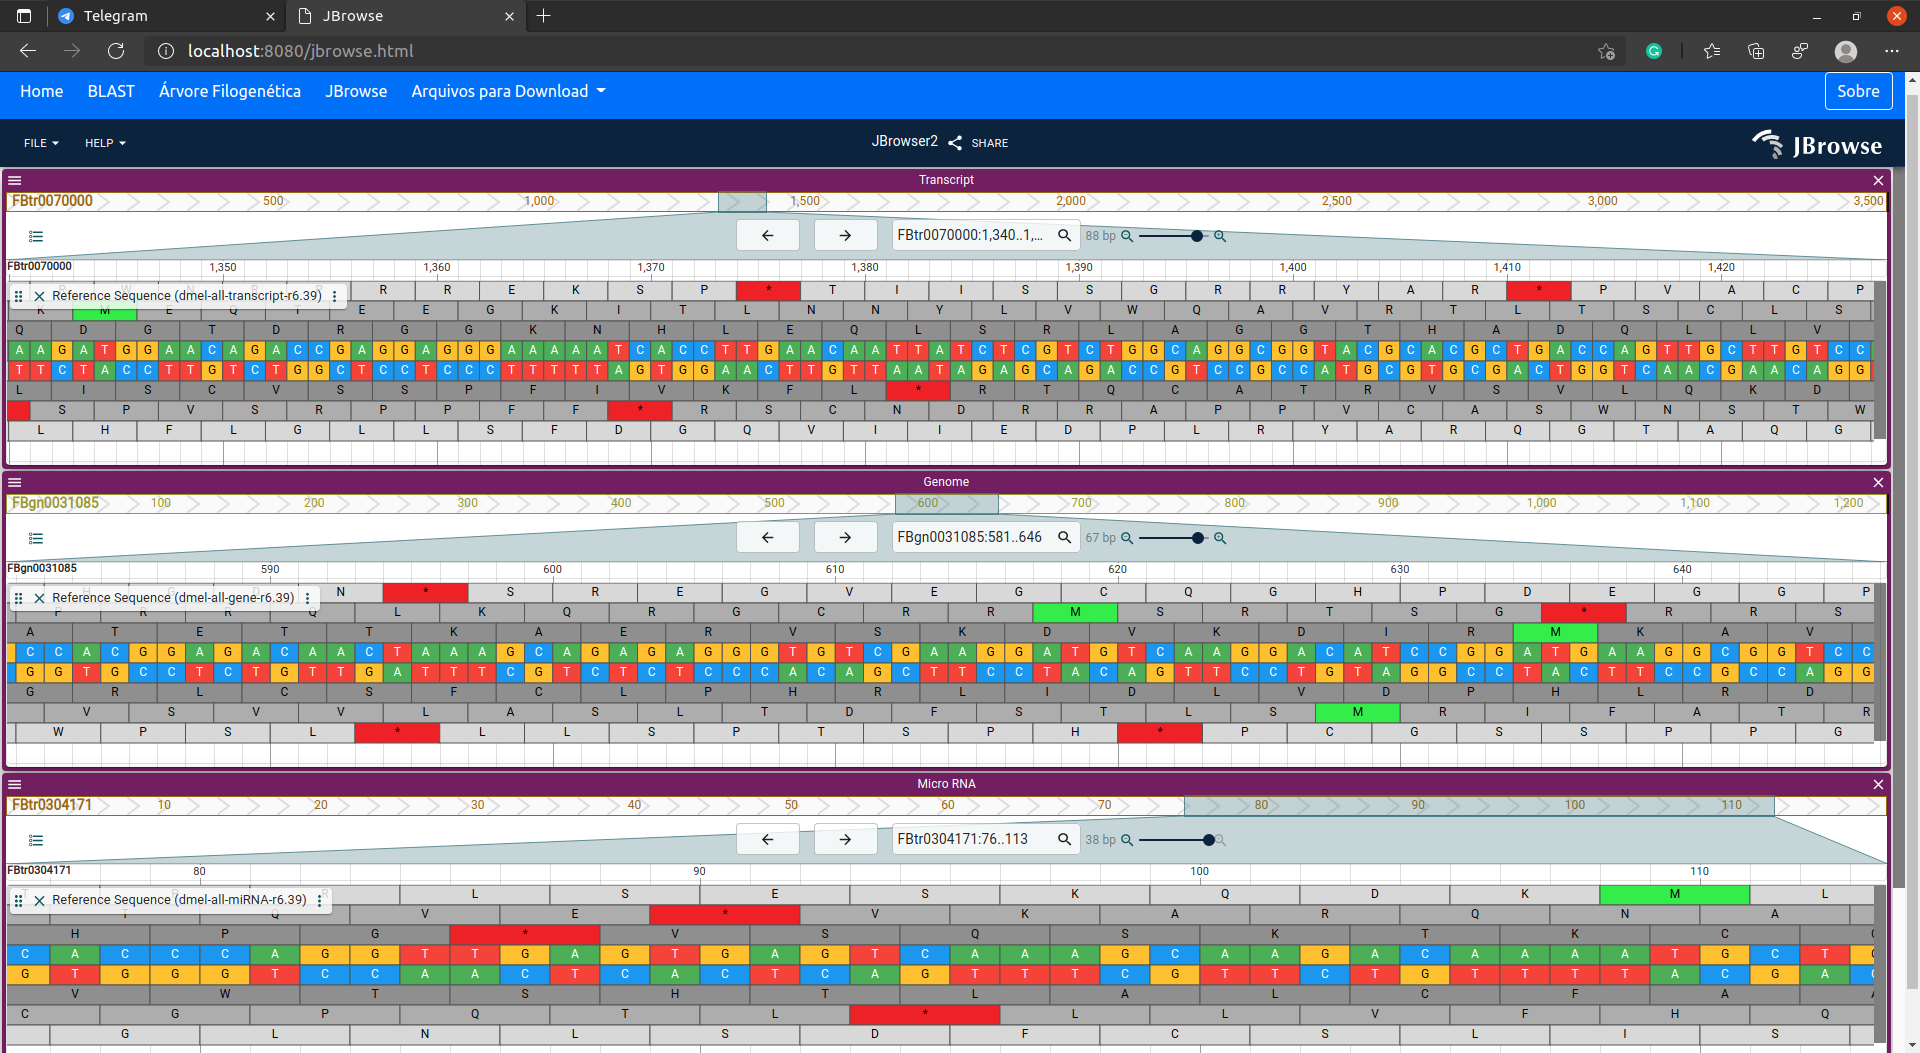 Telegram
JBrowse
localhost:8080/jbrowse.html
Home BLAST Árvore Filogenética JBrowse Arquivos para Download Sobre
FILE HELP JBrowser2 SHARE JBrowse
Transcript
FBtr0070000 500 1,000 1,500 2,000 2,500 3,000 3,500
FBtr0070000:1,340..1,... 88 bp
FBtr0070000 1,350 1,360 1,370 1,380 1,390 1,400 1,410 1,420
Reference Sequence (dmel-all-transcript-r6.39)
R R E K S P * T I I S S G R R Y A R * P V A C P
K M E Q T E E G K I T L N N Y L V W Q A V R T L T S C L S
Q D G T D R G G K N H L E Q L S R L A G G T H A D Q L L V
A A G A T G G A A C A G A C C G A G G A G G G A A A A A T C A C C T T G A A C A A T T A T C T C G T C T G G C A G G C G G T A C G C A C G C T G A C C A G T T G C T T G T C C
T T C T A C C T T G T C T G G C T C C T C C C T T T T T A G T G G A A C T T G T T A A T A G A G C A G A C C G T C C G C C A T G C G T G C G A C T G G T C A A C G A A C A G G
L I S C V S S P F I V K F L * R T Q C A T R V S V L Q K D
S P V S R P P F F * R S C N D R R A P P V C A S W N S T W
L H F L G L L S F D G Q V I I E D P L R Y A R Q G T A Q G
Genome
FBgn0031085 100 200 300 400 500 600 700 800 900 1,000 1,100 1,200
FBgn0031085:581..646 67 bp
FBgn0031085 590 600 610 620 630 640
Reference Sequence (dmel-all-gene-r6.39)
N * S R E G V E G C Q G H P D E G G P
P R R Q L K Q R G C R R M S R T S G * R R S
A T E T T K A E R V S K D V K D I R M K A V
C C A C G G A G A C A A C T A A A G C A G A G A G G G T G T C G A A G G A T G T C A A G G A C A T C C G G A T G A A G G C G G T C C
G G T G C C T C T G T T G A T T T C G T C T C T C C C A C A G C T T C C T A C A G T T C C T G T A G G C C T A C T T C C G C C A G G
G R L C S F C L P H R L I D L V D P H L R D
V S V V L A S L T D F S T L S M R I F A T R
W P S L * L L S P T S P H * P C G S S P P G
Micro RNA
FBtr0304171 10 20 30 40 50 60 70 80 90 100 110
FBtr0304171:76..113 38 bp
FBtr0304171 80 90 100 110
Reference Sequence (dmel-all-miRNA-r6.39)
L S E S K Q D K M L
T Q V E * V K A R Q N A
H P G * V S Q S K T K C
C A C C C A G G T T G A G T G A G T C A A A G C A A G A C A A A A T G C T
G T G G G T C C A A C T C A C T C A G T T T C G T T C T G T T T T A C G A
V W T S H T L A L C F A
C G P Q T L * L L V F H Q
G L N L S D F C S L I S